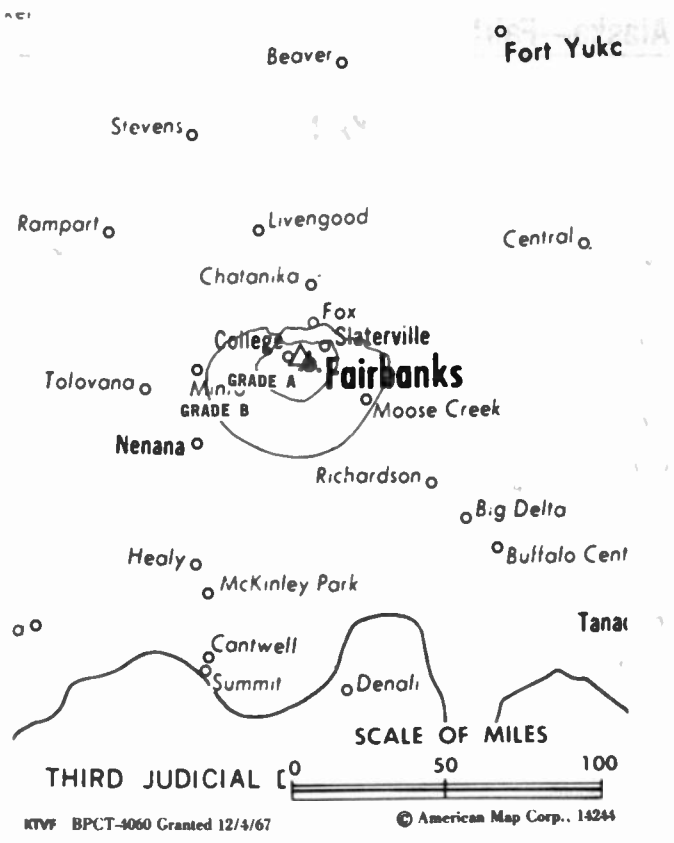 Beaver
Fort Yukc
Stevens
Rampart
Livengood
Central
Chatanika
Fox
College
Slaterville
GRADE A
Fairbanks
Tolovana
GRADE B
Moose Creek
Nenana
Richardson
Big Delta
Buffalo Cent
Healy
McKinley Park
a
Tana
Cantwell
Summit
Denali
SCALE OF MILES
0 50 100
THIRD JUDICIAL
KTVF BPCT-4060 Granted 12/4/67
© American Map Corp., 14244